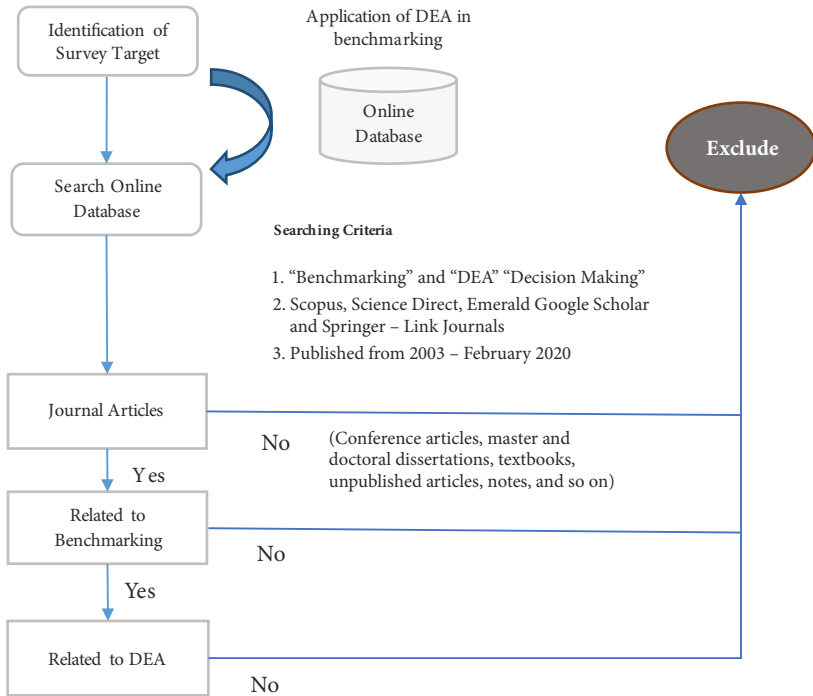 Identification of
Survey Target
Application of DEA in
benchmarking
Online
Database
Exclude
Search Online
Database
Searching Criteria
1. “Benchmarking” and “DEA” “Decision Making”
2. Scopus, Science Direct, Emerald Google Scholar
and Springer – Link Journals
3. Published from 2003 – February 2020
Journal Articles
No
(Conference articles, master and
doctoral dissertations, textbooks,
unpublished articles, notes, and so on)
Yes
Related to
Benchmarking
No
Yes
Related to DEA
No